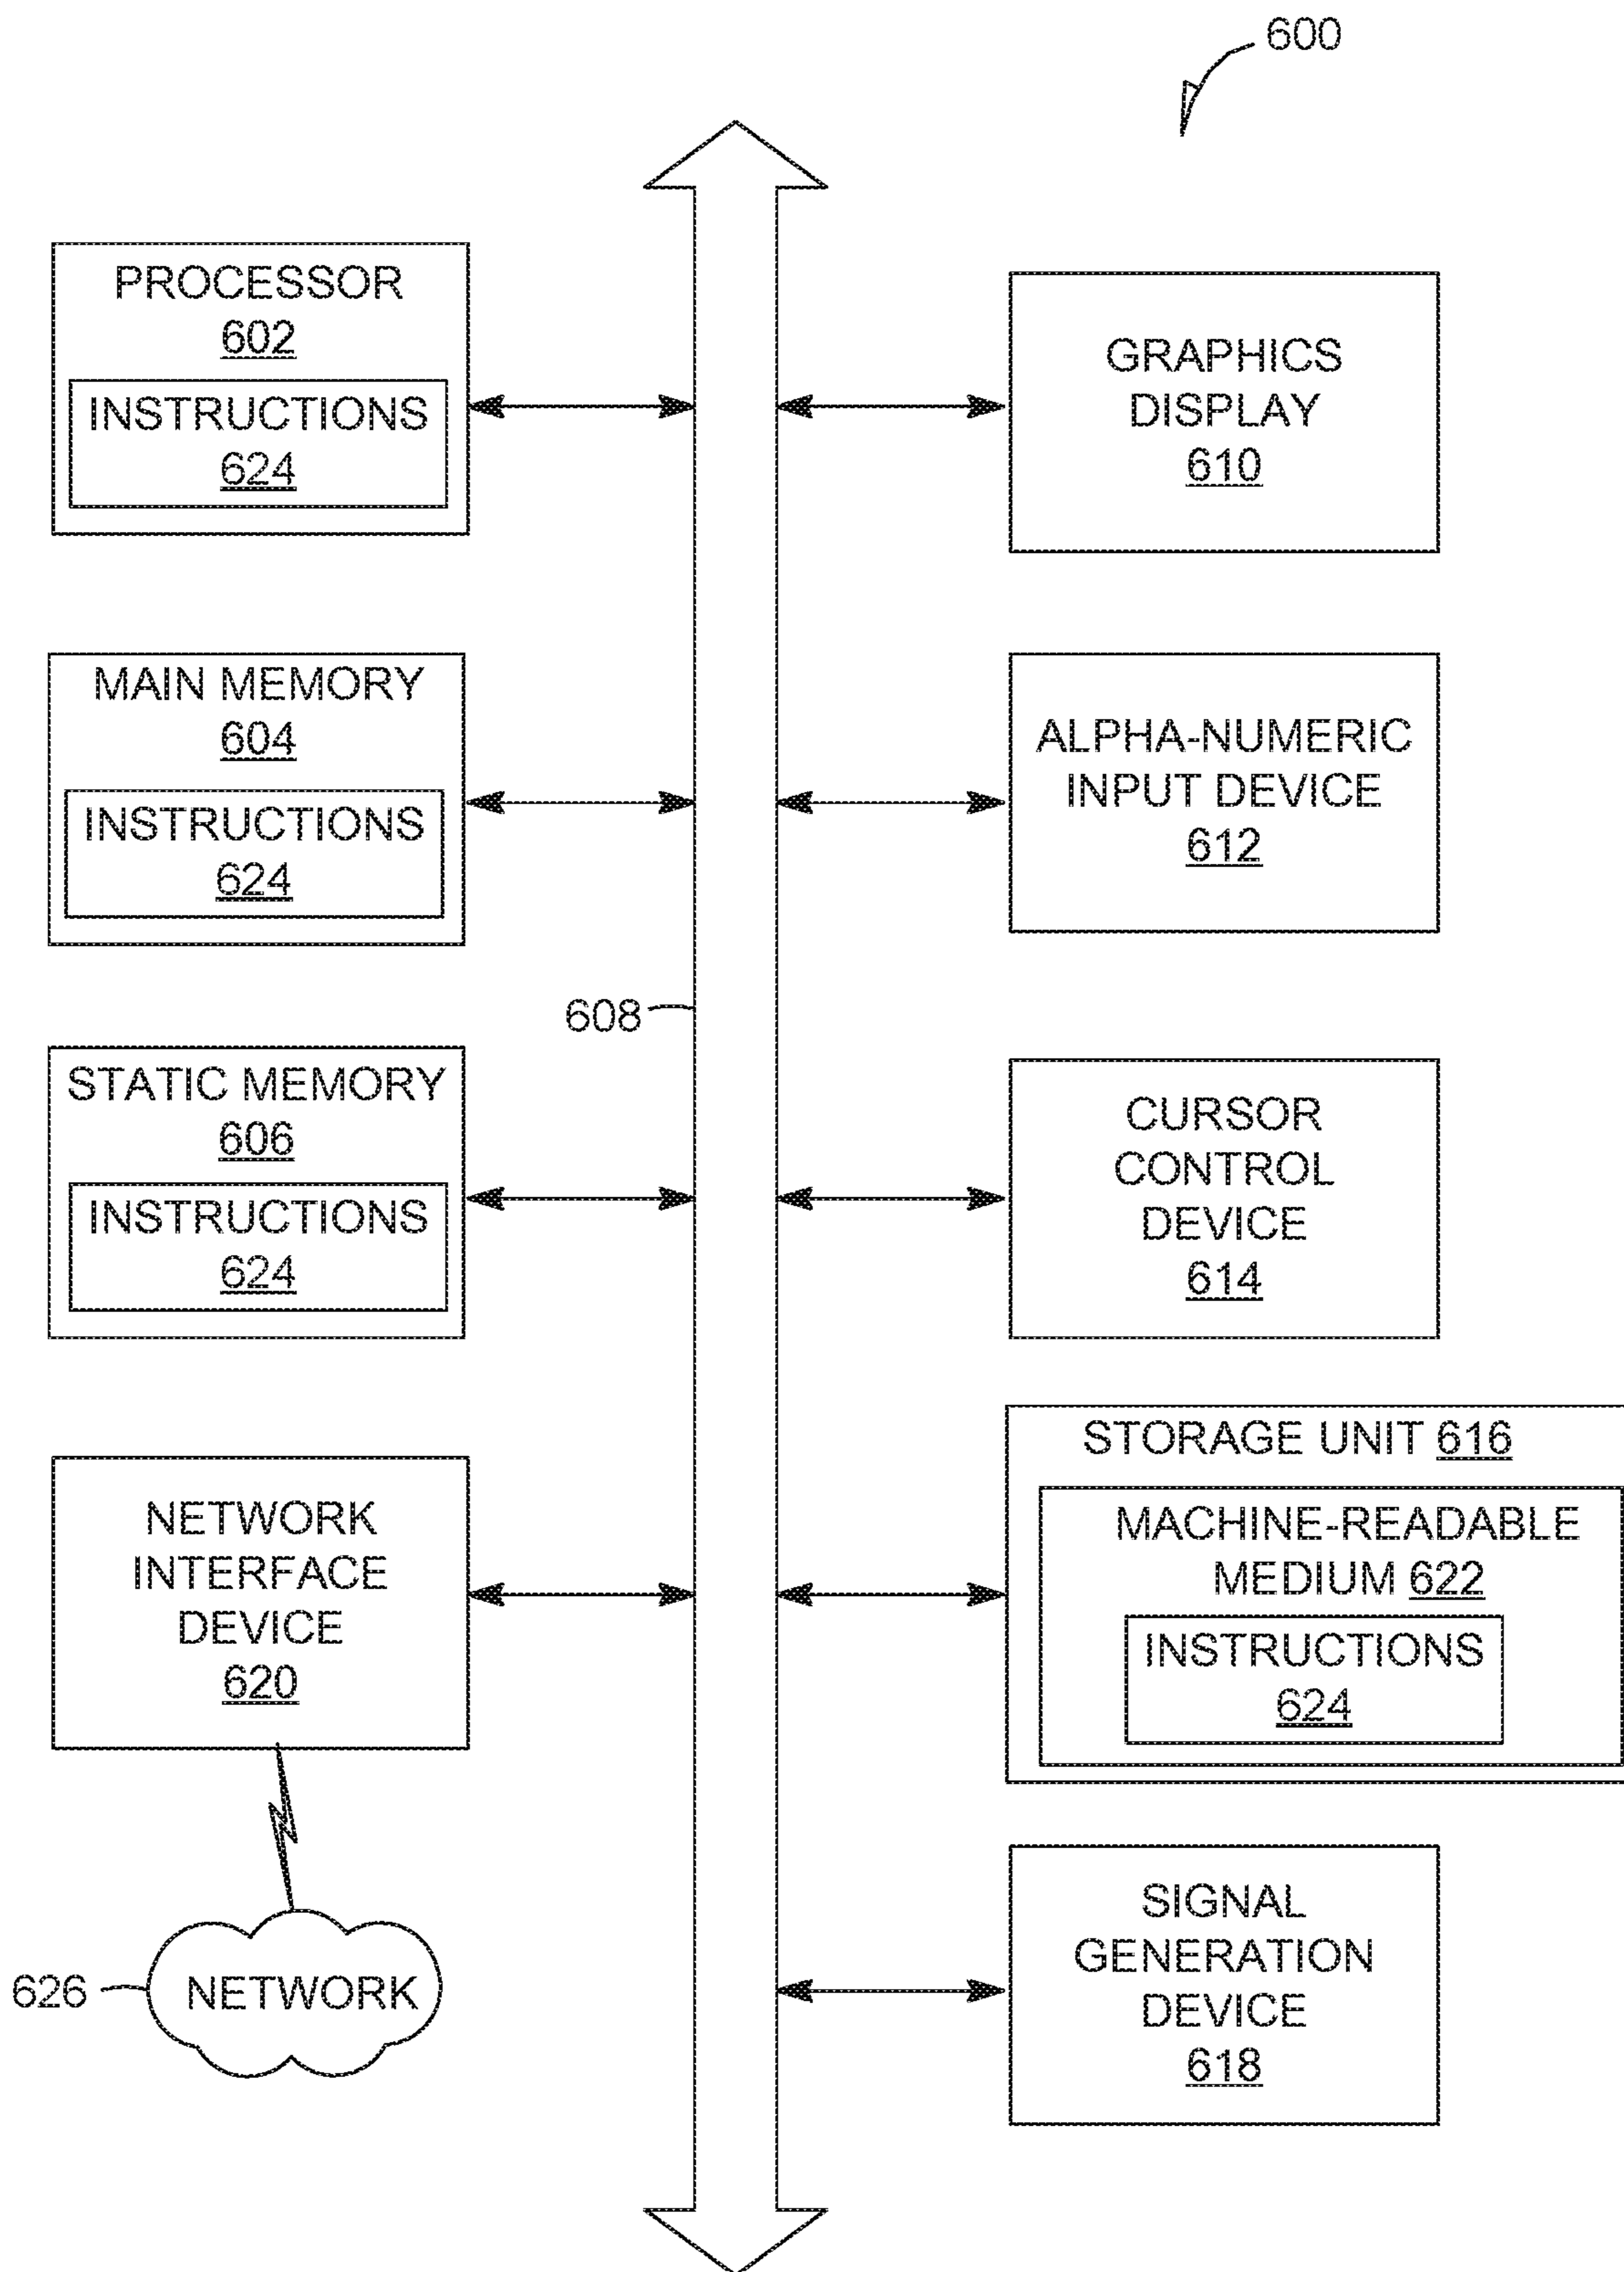 600
PROCESSOR
602
INSTRUCTIONS
624
GRAPHICS
DISPLAY
610
MAIN MEMORY
604
INSTRUCTIONS
624
ALPHA-NUMERIC
INPUT DEVICE
612
608
STATIC MEMORY
606
INSTRUCTIONS
624
CURSOR
CONTROL
DEVICE
614
NETWORK
INTERFACE
DEVICE
620
STORAGE UNIT 616
MACHINE-READABLE
MEDIUM 622
INSTRUCTIONS
624
626
NETWORK
SIGNAL
GENERATION
DEVICE
618